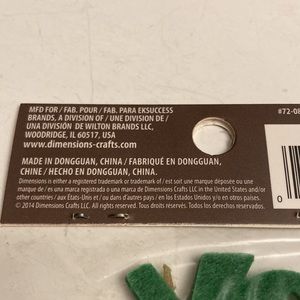 MFD FOR / FAB. POUR / FAB. PARA EKSUCCESS
BRANDS, A DIVISION OF / UNE DIVISION DE /
UNA DIVISIÓN DE WILTON BRANDS LLC,
WOODRIDGE, IL 60517, USA
www.dimensions-crafts.com
MADE IN DONGGUAN, CHINA / FABRIQUÉ EN DONGGUAN,
CHINE / HECHO EN DONGGUAN, CHINA.
Dimensions is either a registered trademark or trademark of / est soit une marque déposée ou une
marque de / es una marca registrada o una marca de Dimensions Crafts LLC in the United States and/or
other countries / aux États-Unis et / ou dans d'autres pays / en los Estados Unidos y/o en otros países.
© 2014 Dimensions Crafts LLC. All rights reserved. Tous droits réservés. Todos los derechos reservados.
#72-08
0